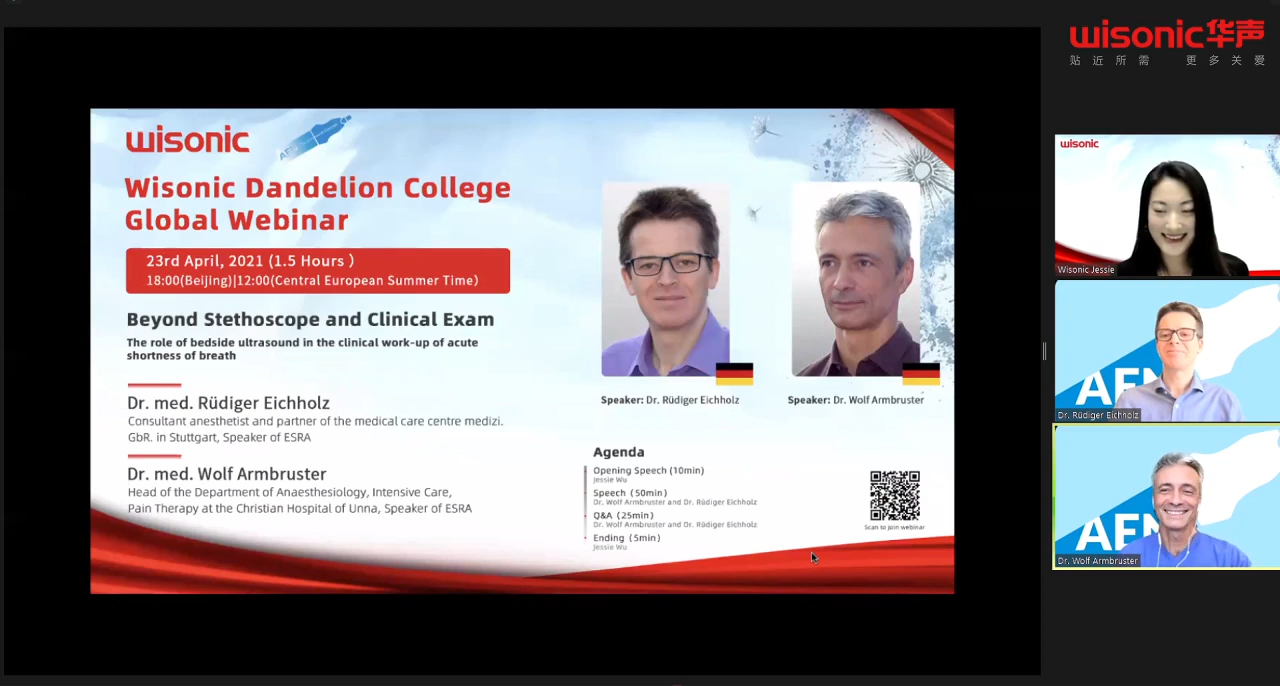 wisonic
Wisonic Dandelion College
Global Webinar
23rd April, 2021 (1.5 Hours )
18:00(Beijing)|12:00(Central European Summer Time)
Beyond Stethoscope and Clinical Exam
The role of bedside ultrasound in the clinical work-up of acute
shortness of breath
Dr. med. Rüdiger Eichholz
Consultant anesthetist and partner of the medical care centre medizi.
GbR. in Stuttgart, Speaker of ESRA
Dr. med. Wolf Armbruster
Head of the Department of Anaesthesiology, Intensive Care,
Pain Therapy at the Christian Hospital of Unna, Speaker of ESRA
Speaker: Dr. Rüdiger Eichholz
Speaker: Dr. Wolf Armbruster
Agenda
Opening Speech (10min)
Jessie Wu
Speech (50min)
Dr. Wolf Armbruster and Dr. Rüdiger Eichholz
Q&A (25min)
Dr. Wolf Armbruster and Dr. Rüdiger Eichholz
Ending (5min)
Jessie Wu
Scan to join webinar
wisonic华声
贴近所需 更多关爱
wisonic
Wisonic Jessie
AFN
Dr. Rüdiger Eichholz
AFN
Dr. Wolf Armbruster